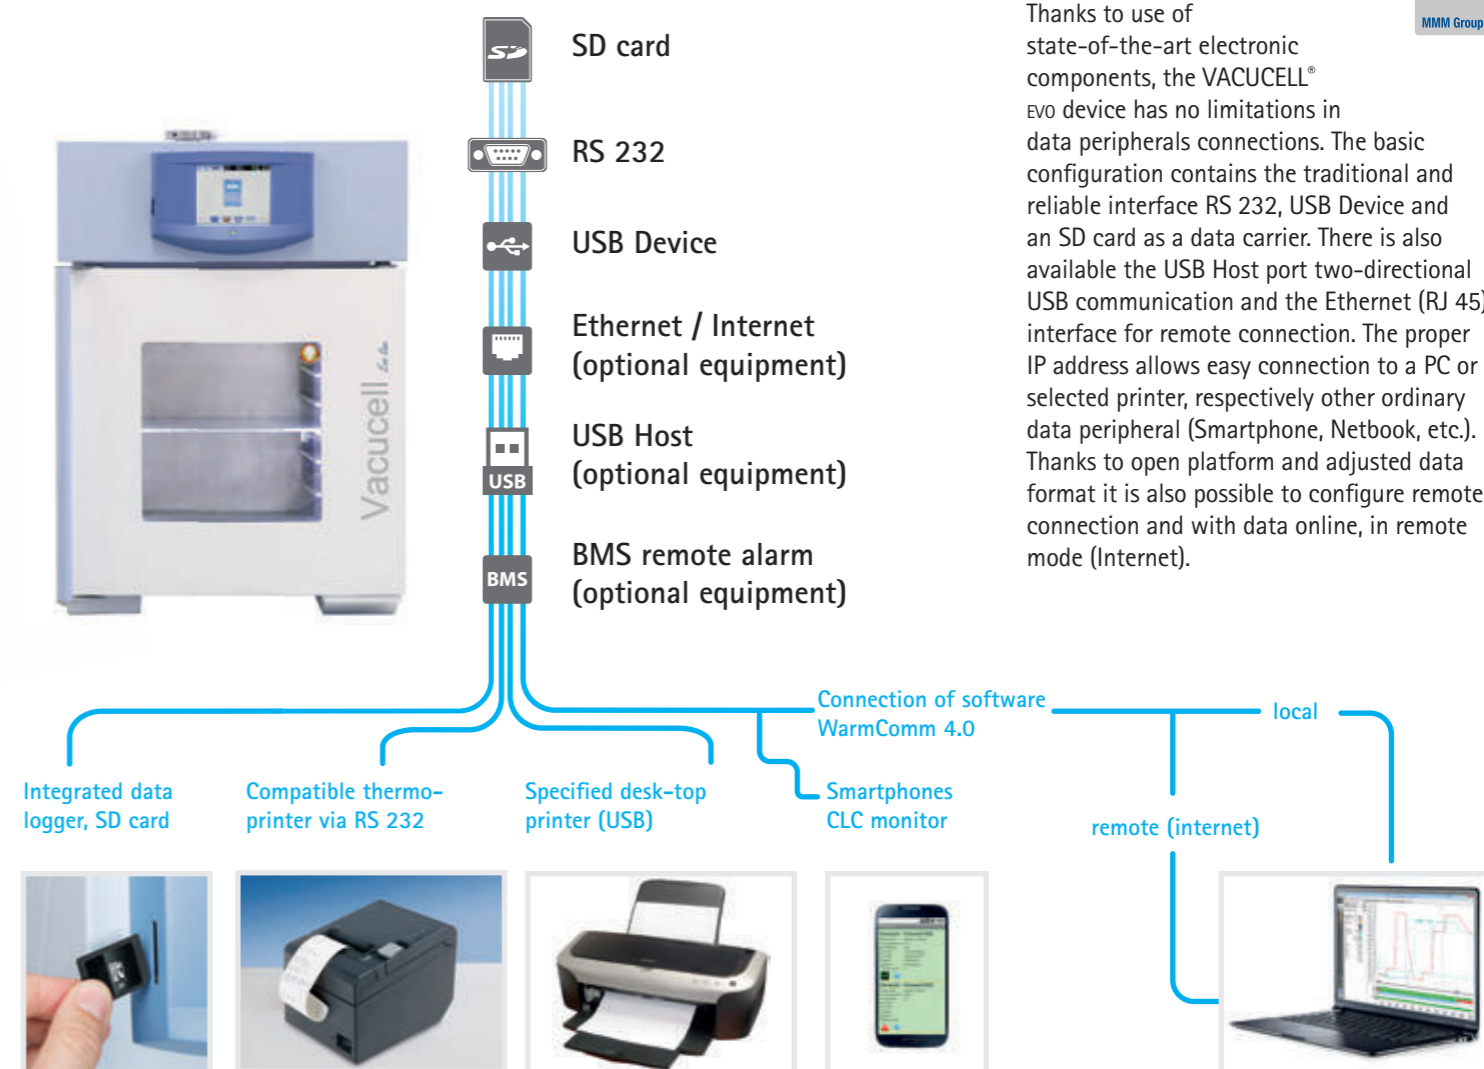 SD card
RS 232
USB Device
Ethernet / Internet
(optional equipment)
USB Host
(optional equipment)
USB
BMS remote alarm
(optional equipment)
BMS
Vacucell
MMM Group
Thanks to use of
state-of-the-art electronic
components, the VACUCELL®
EVO device has no limitations in
data peripherals connections. The basic
configuration contains the traditional and
reliable interface RS 232, USB Device and
an SD card as a data carrier. There is also
available the USB Host port two-directional
USB communication and the Ethernet (RJ 45)
interface for remote connection. The proper
IP address allows easy connection to a PC or
selected printer, respectively other ordinary
data peripheral (Smartphone, Netbook, etc.).
Thanks to open platform and adjusted data
format it is also possible to configure remote
connection and with data online, in remote
mode (Internet).
Connection of software
WarmComm 4.0
local
Integrated data
logger, SD card
Compatible thermo-
printer via RS 232
Specified desk-top
printer (USB)
Smartphones
CLC monitor
remote (internet)